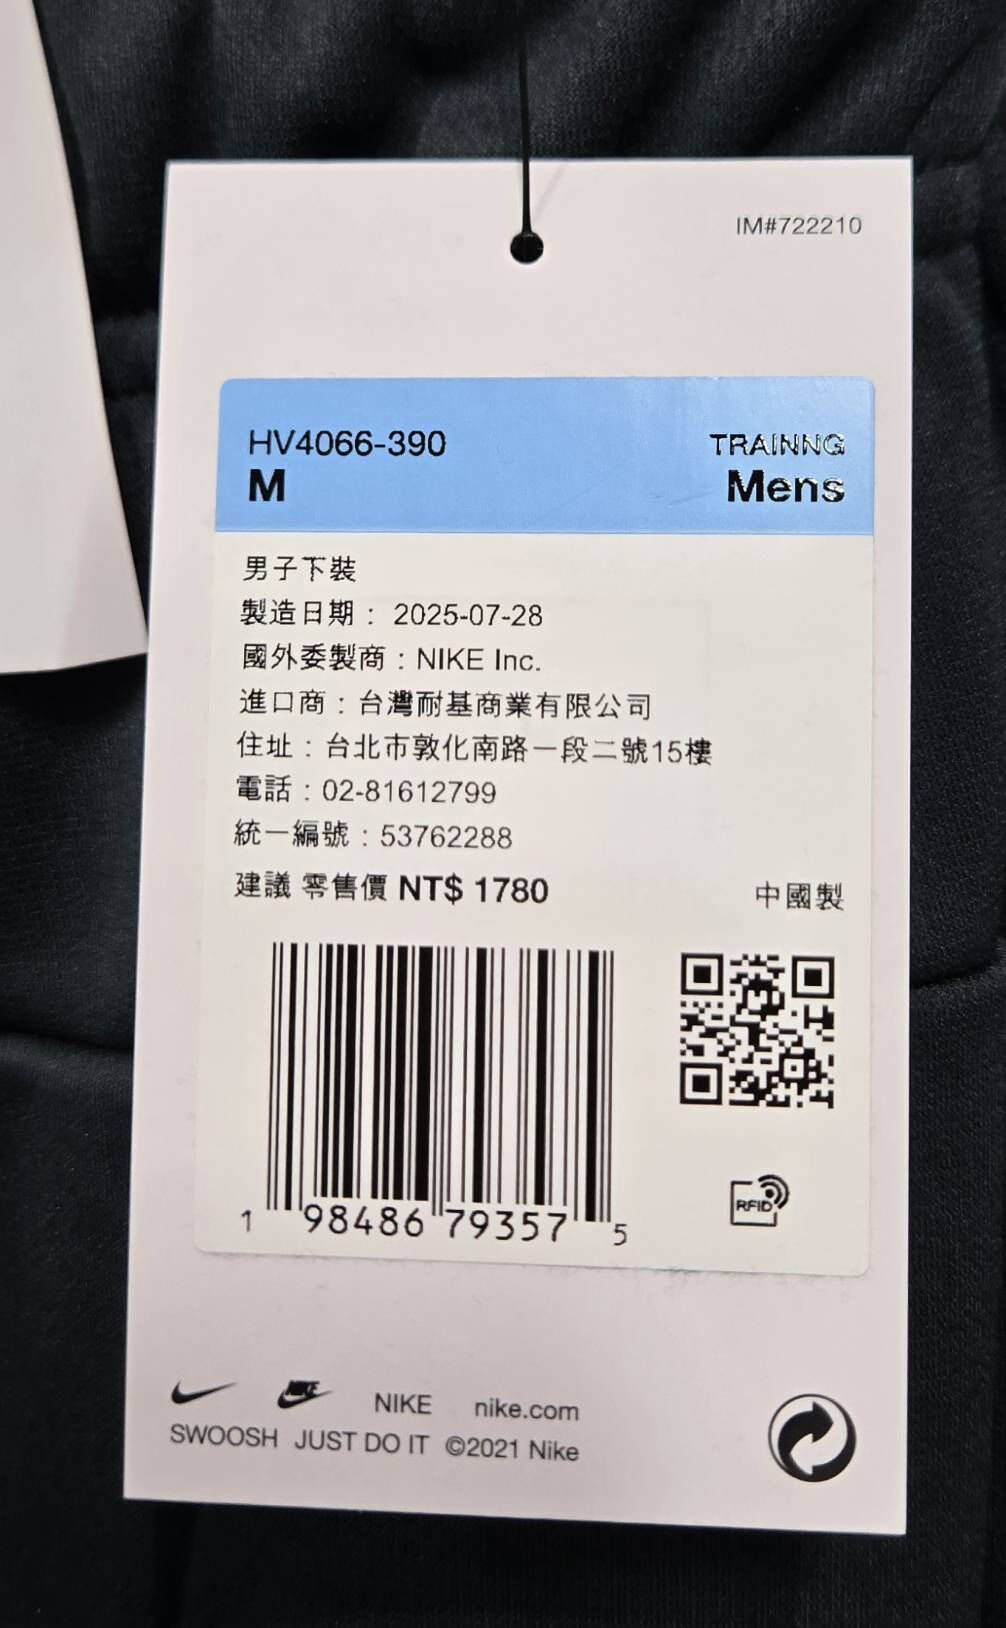 IM#722210
HV4066-390 TRAINNG
M Mens
男子下裝
製造日期： 2025-07-28
國外委製商：NIKE Inc.
進口商：台灣耐基商業有限公司
住址：台北市敦化南路一段二號15樓
電話：02-81612799
統一編號：53762288
建議 零售價 NT$ 1780 中國製
1 98486 79357 5
RFID
NIKE NIKE nike.com
SWOOSH JUST DO IT ©2021 Nike